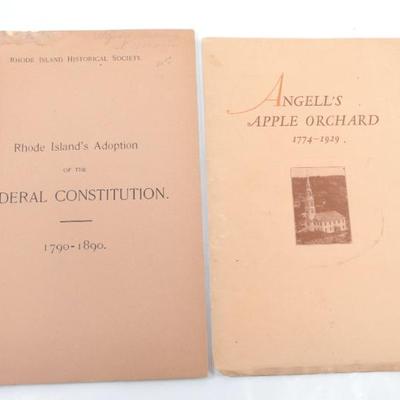 RHODE ISLAND HISTORICAL SOCIETY.
Rhode Island's Adoption
OF THE
DERAL CONSTITUTION.
1790-1890.
ANGELL'S
APPLE ORCHARD
1774-1929